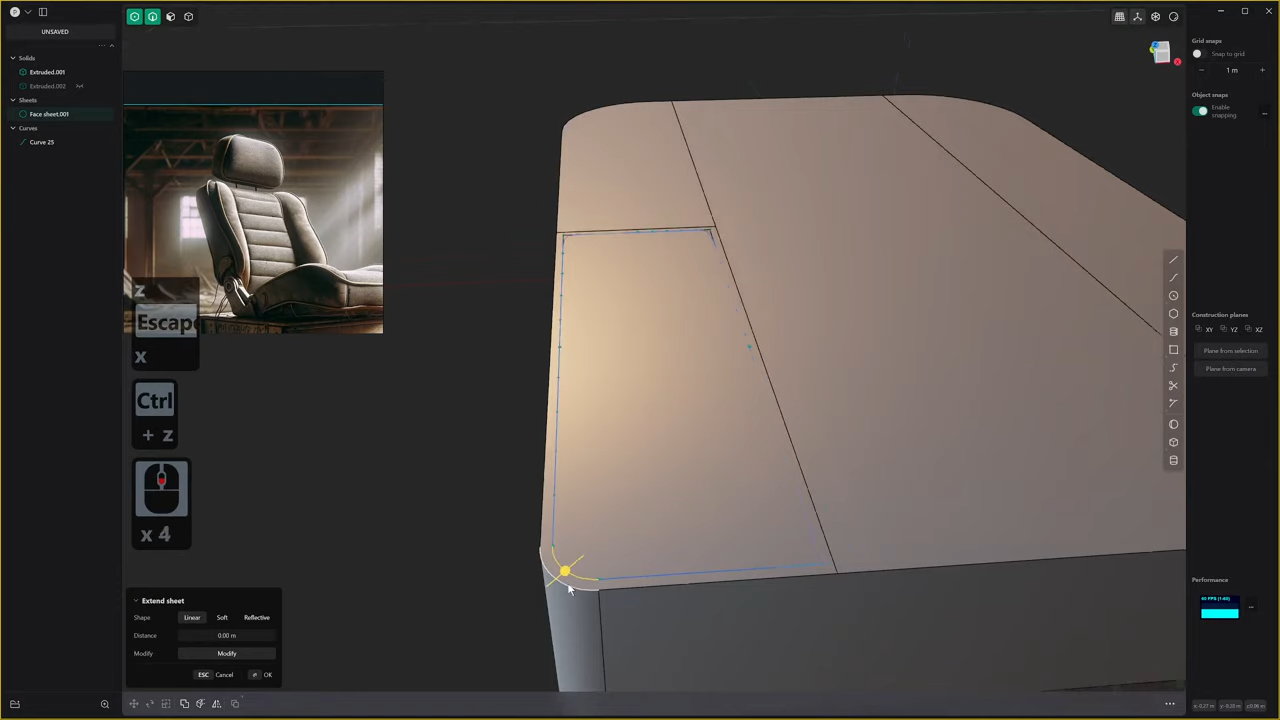 UNSAVED
Solids
Extruded.001
Extruded.002
Sheets
Face sheet.001
Curves
Curve 25
z
Escape
x
Ctrl
+ z
x 4
Extend sheet
Shape Linear Soft Reflective
Distance 0.00 m
Modify Modify
ESC Cancel OK
Grid snaps
Snap to grid
− 1 m +
Object snaps
Enable
snapping
Construction planes
XY YZ XZ
Plane from selection
Plane from camera
Performance